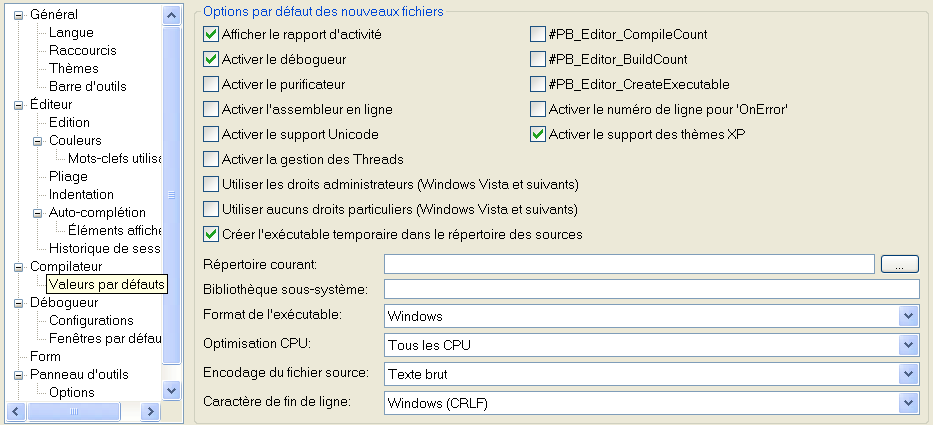 Général
Langue
Raccourcis
Thèmes
Barre d'outils
Éditeur
Edition
Couleurs
Mots-clefs utilisa
Pliage
Indentation
Auto-complétion
Éléments affiche
Historique de sess
Compilateur
Valeurs par défauts
Débogueur
Configurations
Fenêtres par défau
Form
Panneau d'outils
Options
Options par défaut des nouveaux fichiers
Afficher le rapport d'activité
#PB_Editor_CompileCount
Activer le débogueur
#PB_Editor_BuildCount
Activer le purificateur
#PB_Editor_CreateExecutable
Activer l'assembleur en ligne
Activer le numéro de ligne pour 'OnError'
Activer le support Unicode
Activer le support des thèmes XP
Activer la gestion des Threads
Utiliser les droits administrateurs (Windows Vista et suivants)
Utiliser aucuns droits particuliers (Windows Vista et suivants)
Créer l'exécutable temporaire dans le répertoire des sources
Répertoire courant:
...
Bibliothèque sous-système:
Format de l'exécutable:
Windows
Optimisation CPU:
Tous les CPU
Encodage du fichier source:
Texte brut
Caractère de fin de ligne:
Windows (CRLF)